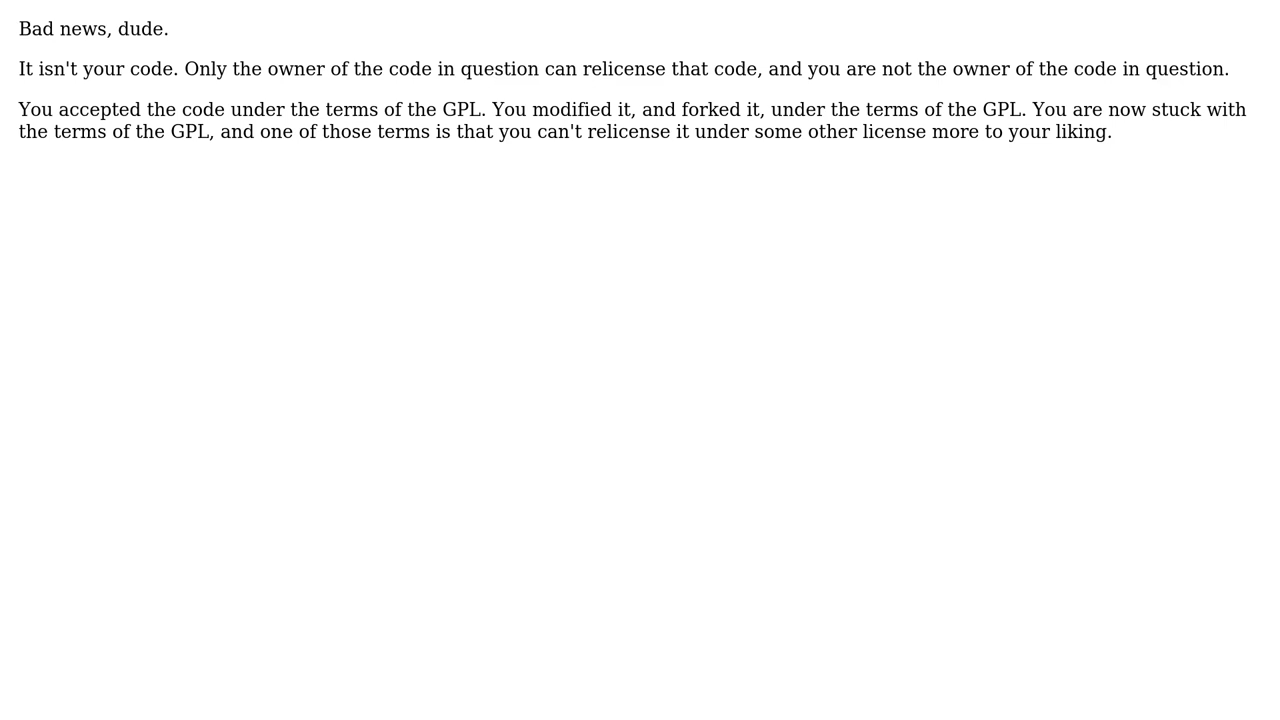 Bad news, dude.
It isn't your code. Only the owner of the code in question can relicense that code, and you are not the owner of the code in question.
You accepted the code under the terms of the GPL. You modified it, and forked it, under the terms of the GPL. You are now stuck with
the terms of the GPL, and one of those terms is that you can't relicense it under some other license more to your liking.